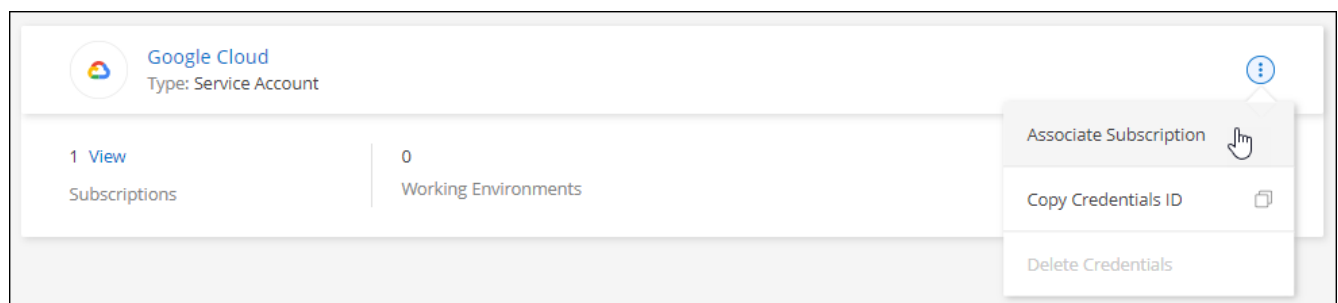 Google Cloud
Type: Service Account
1 View
Subscriptions
0
Working Environments
Associate Subscription
Copy Credentials ID
Delete Credentials